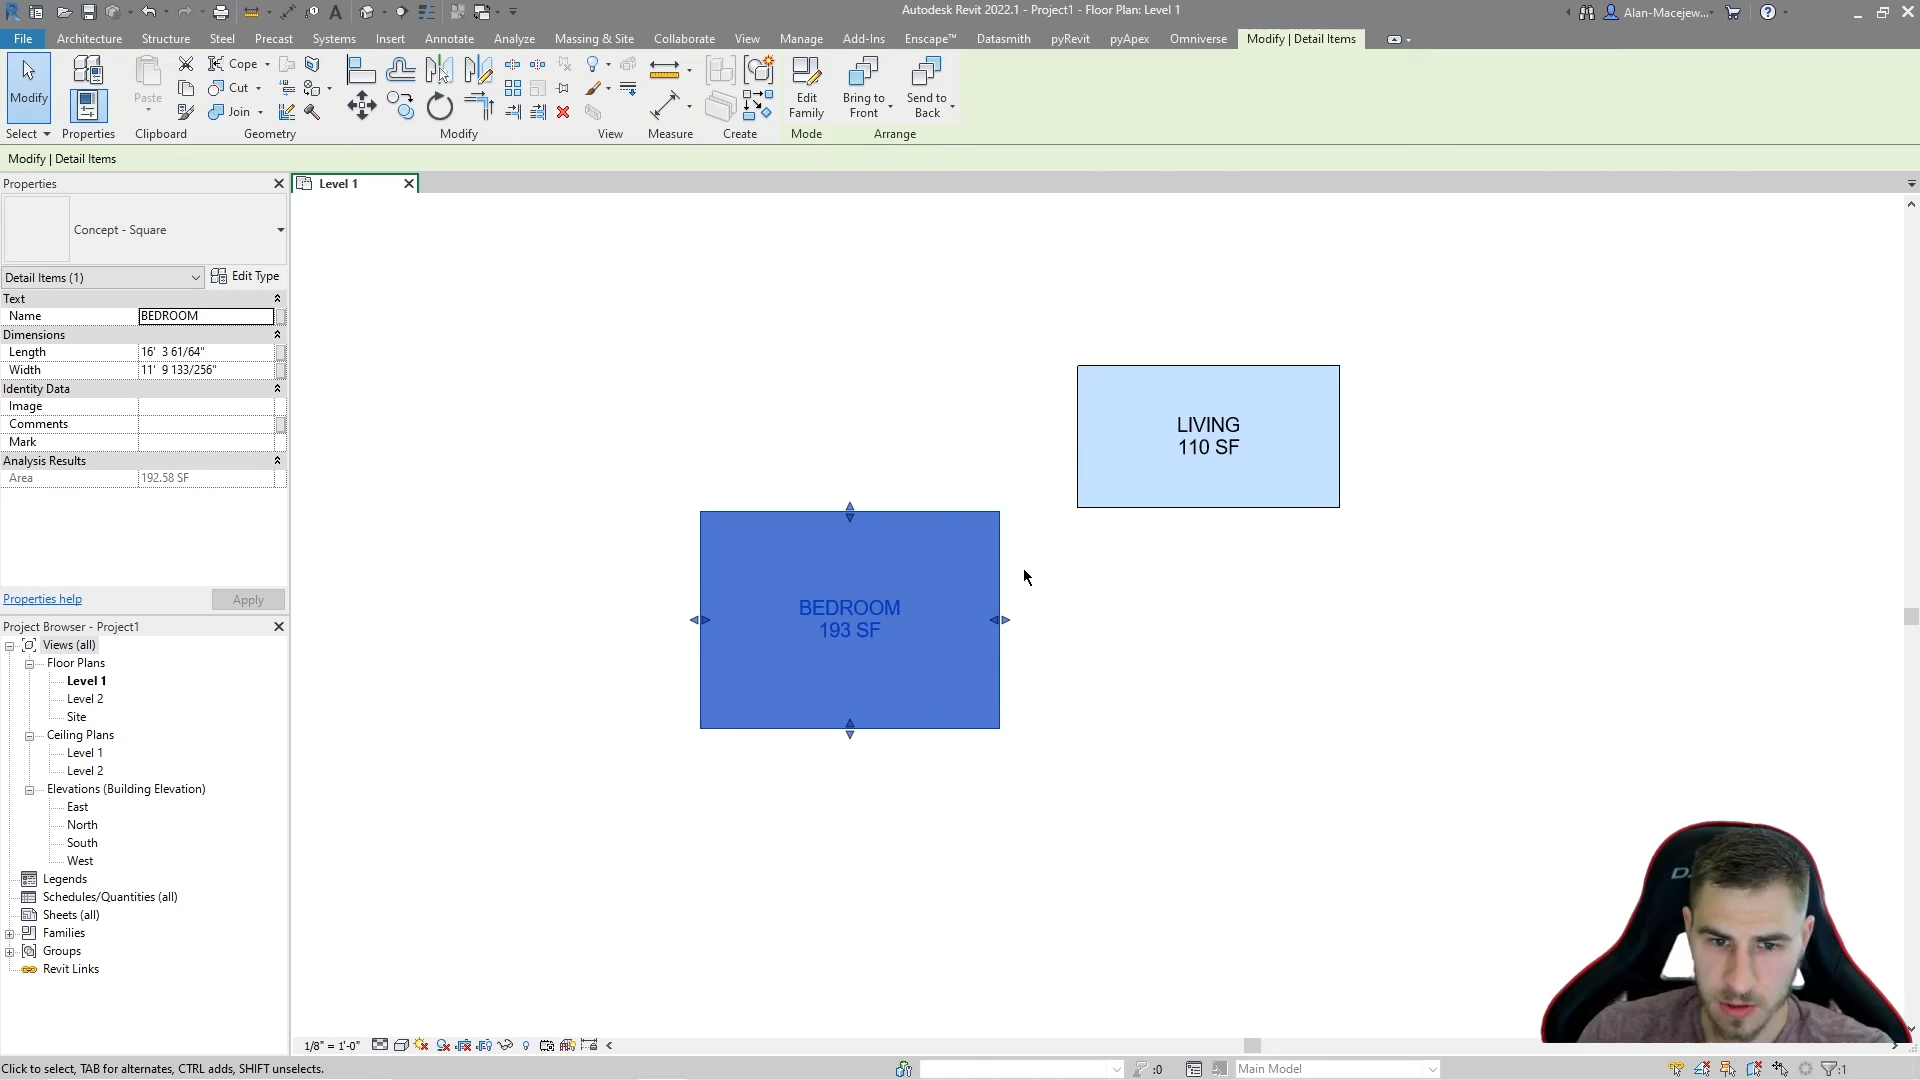 Autodesk Revit 2022.1 - Project1 - Floor Plan: Level 1
Alan-Macejew...
File Architecture Structure Steel Precast Systems Insert Annotate Analyze Massing & Site Collaborate View Manage Add-Ins Enscape™ Datasmith pyRevit pyApex Omniverse Modify | Detail Items
Modify
Paste
Cope
Cut
Join
Edit Family
Bring to Front
Send to Back
Select Properties Clipboard Geometry Modify View Measure Create Mode Arrange
Modify | Detail Items
Properties
Level 1
Concept - Square
Detail Items (1)
Edit Type
Text
Name BEDROOM
Dimensions
Length 16' 3 61/64"
Width 11' 9 133/256"
Identity Data
Image
Comments
Mark
Analysis Results
Area 192.58 SF
Properties help
Apply
Project Browser - Project1
Views (all)
Floor Plans
Level 1
Level 2
Site
Ceiling Plans
Level 1
Level 2
Elevations (Building Elevation)
East
North
South
West
Legends
Schedules/Quantities (all)
Sheets (all)
Families
Groups
Revit Links
LIVING
110 SF
BEDROOM
193 SF
1/8" = 1'-0"
Click to select, TAB for alternates, CTRL adds, SHIFT unselects.
:0
Main Model
:1